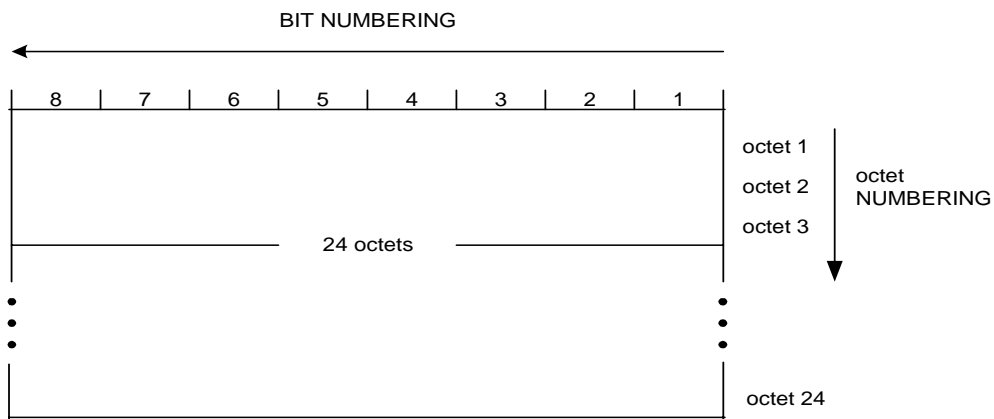 BIT NUMBERING
8 7 6 5 4 3 2 1
octet 1
octet 2
octet 3
octet
NUMBERING
24 octets
octet 24